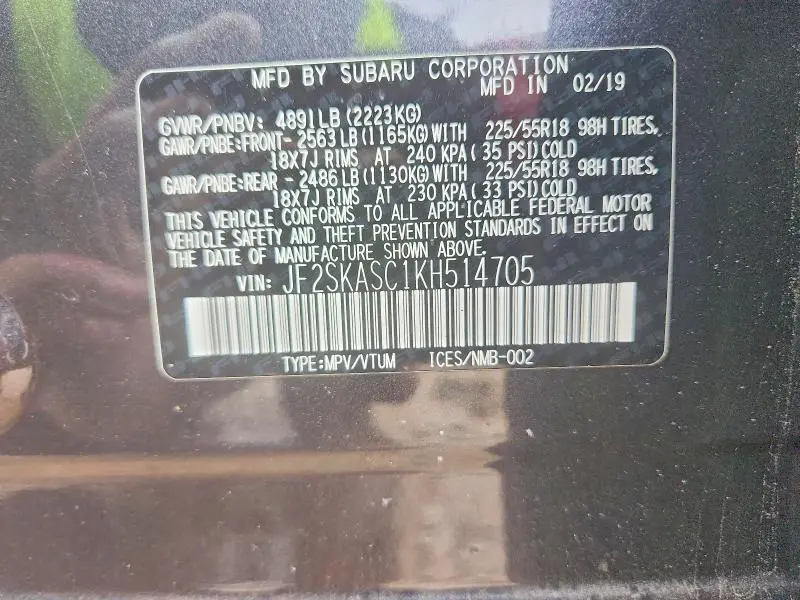 MFD BY SUBARU CORPORATION
MFD IN 02/19
GVWR/PNBV: 4891LB (2223KG)
GAWR/PNBE:FRONT- 2563LB (1165KG) WITH 225/55R18 98H TIRES,
18X7J RIMS AT 240 KPA (35 PSI) COLD
GAWR/PNBE:REAR - 2486LB (1130KG) WITH 225/55R18 98H TIRES,
18X7J RIMS AT 230 KPA (33 PSI) COLD
THIS VEHICLE CONFORMS TO ALL APPLICABLE FEDERAL MOTOR
VEHICLE SAFETY AND THEFT PREVENTION STANDARDS IN EFFECT ON
THE DATE OF MANUFACTURE SHOWN ABOVE.
VIN: JF2SKASC1KH514705
TYPE:MPV/VTUM ICES/NMB-002